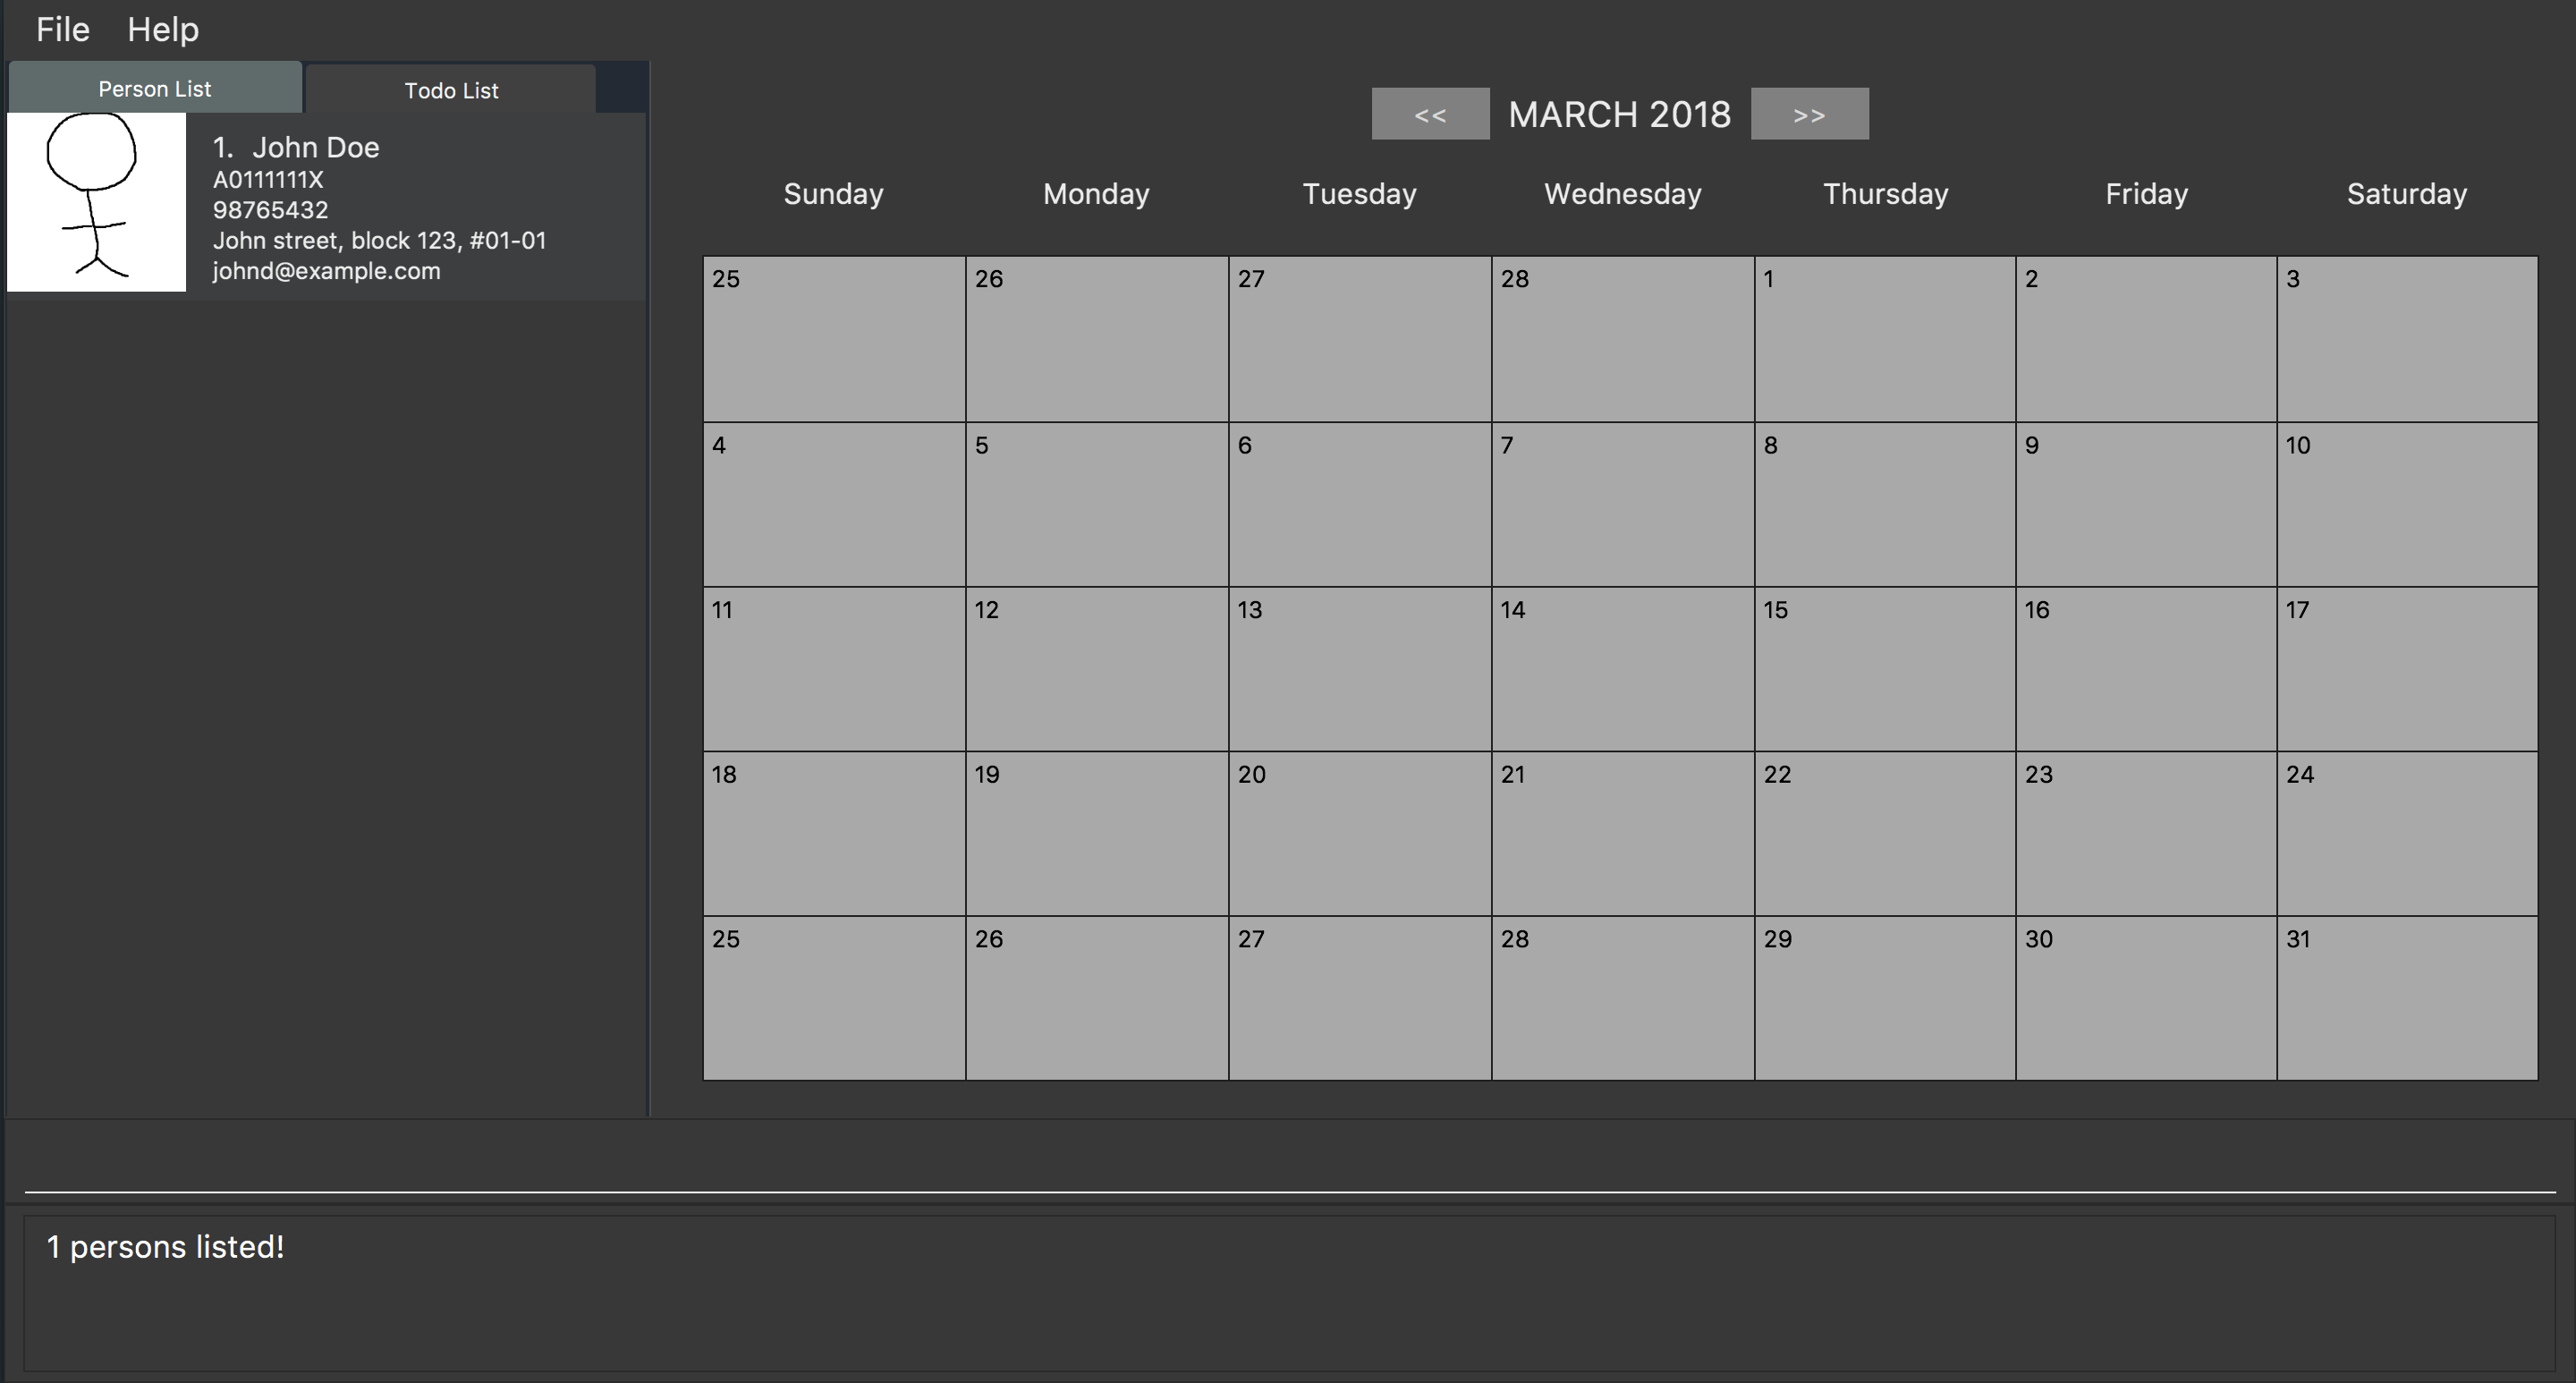 File Help
Person List Todo List
1. John Doe
A0111111X
98765432
John street, block 123, #01-01
johnd@example.com
<< MARCH 2018 >>
Sunday Monday Tuesday Wednesday Thursday Friday Saturday
25 26 27 28 1 2 3
4 5 6 7 8 9 10
11 12 13 14 15 16 17
18 19 20 21 22 23 24
25 26 27 28 29 30 31
1 persons listed!